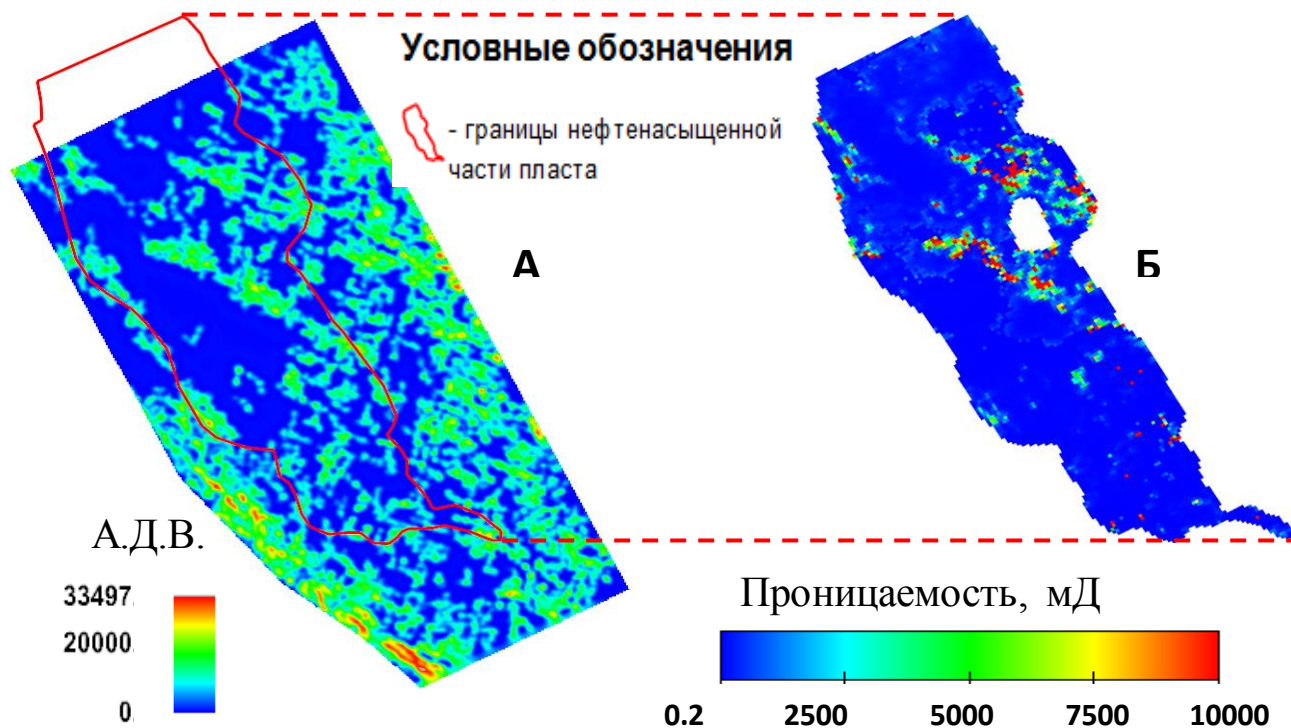 Условные обозначения
- границы нефтенасыщенной
части пласта
А
Б
А.Д.В.
33497.
20000.
0.
Проницаемость, мД
0.2 2500 5000 7500 10000